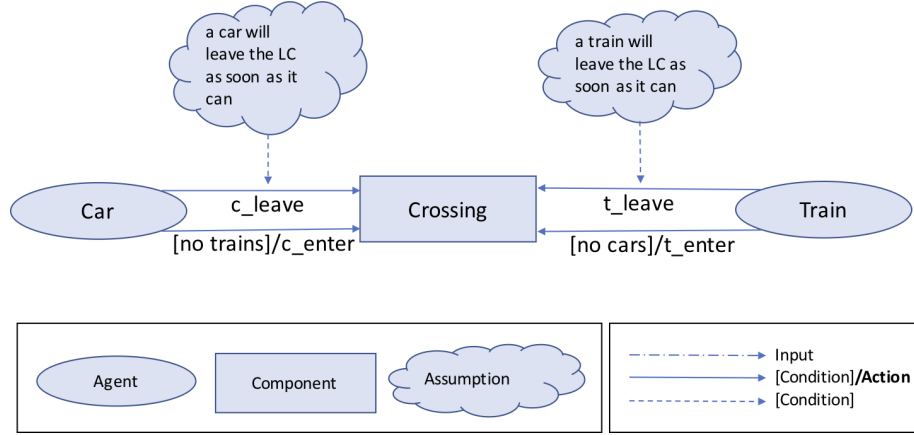 a car will
leave the LC
as soon as it
can
a train will
leave the LC as
soon as it can
Car
c_leave
[no trains]/c_enter
Crossing
t_leave
[no cars]/t_enter
Train
Agent
Component
Assumption
Input
[Condition]/Action
[Condition]